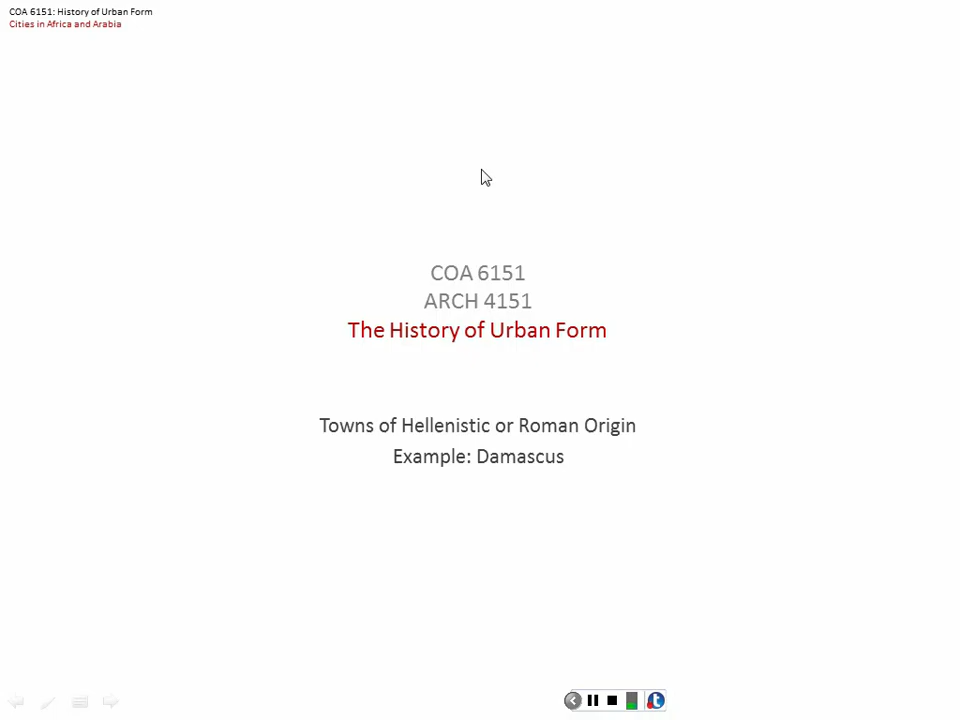 COA 6151: History of Urban Form
Cities in Africa and Arabia
COA 6151
ARCH 4151
The History of Urban Form
Towns of Hellenistic or Roman Origin
Example: Damascus